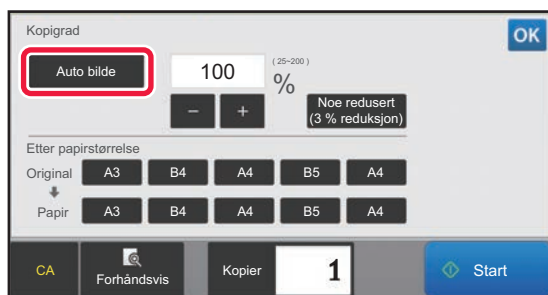 Kopigrad
OK
Auto bilde
100
(25~200)
%
− +
Noe redusert
(3 % reduksjon)
Etter papirstørrelse
Original A3 B4 A4 B5 A4
Papir A3 B4 A4 B5 A4
CA
Forhåndsvis
Kopier
1
Start